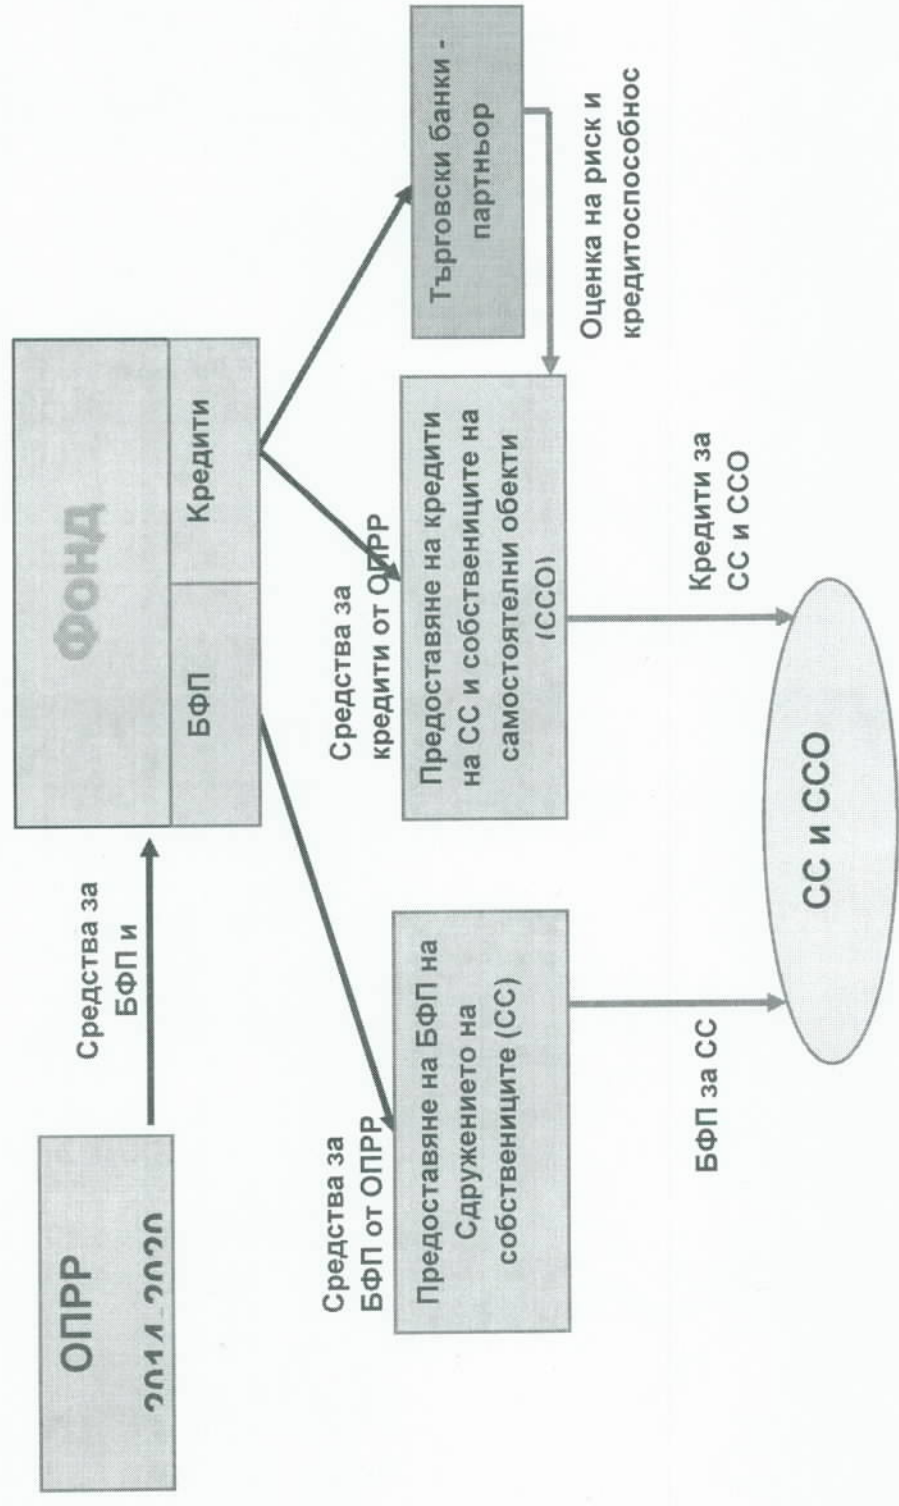 ОПРР
2014-2020
Средства за
БФП и
Фонд
БФП
Кредити
Средства за
БФП от ОПРР
Средства за
кредити от ОПРР
Предоставяне на БФП на
Сдружението на
собствениците (СС)
Предоставяне на кредити
на СС и собствениците на
самостоятелни обекти
(ССО)
Търговски банки -
партньор
Оценка на риск и
кредитоспособнос
БФП за СС
Кредити за
СС и ССО
СС и ССО